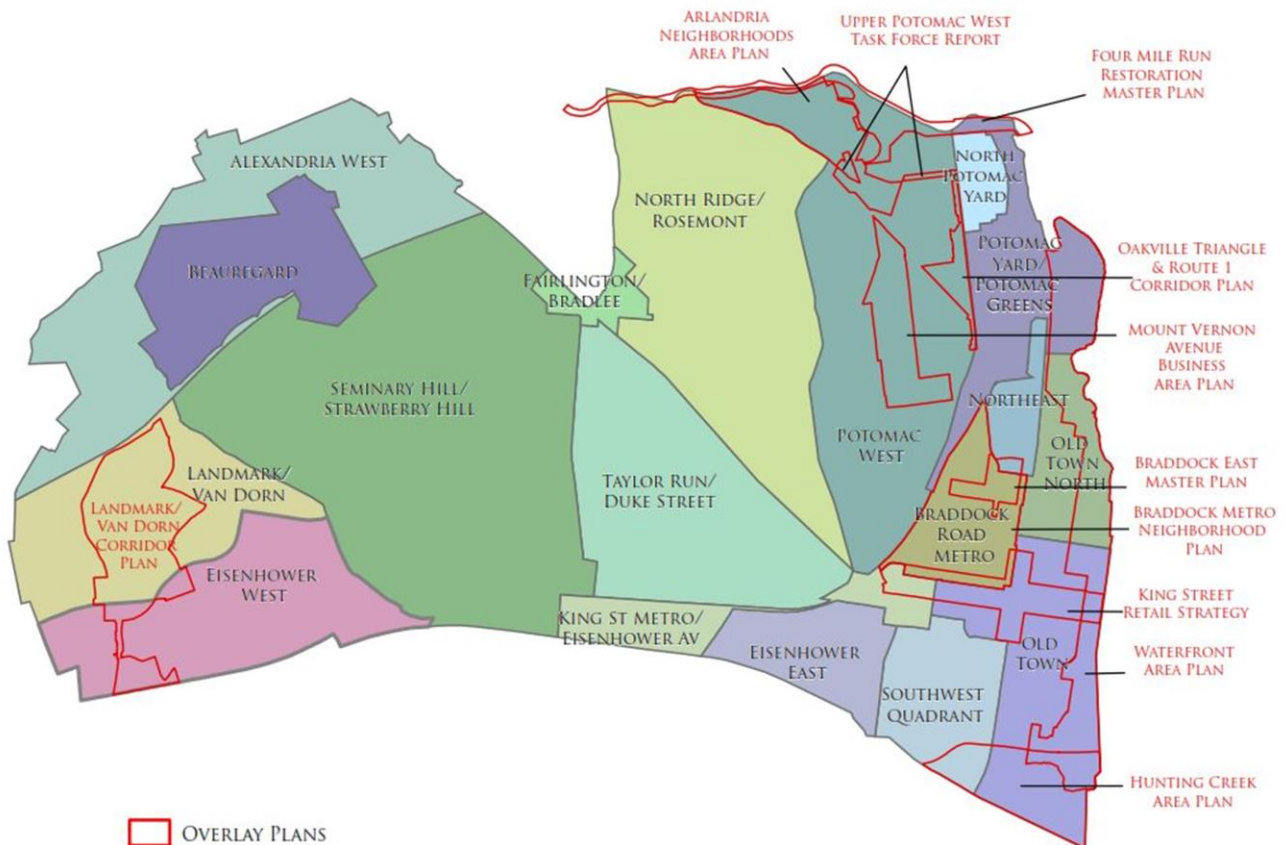 ARLANDRIA
NEIGHBORHOODS
AREA PLAN
UPPER POTOMAC WEST
TASK FORCE REPORT
FOUR MILE RUN
RESTORATION
MASTER PLAN
ALEXANDRIA WEST
BEAUREGARD
NORTH RIDGE/
ROSEMONT
NORTH
POTOMAC
YARD
FAIRLINGTON/
BRADLEE
POTOMAC
YARD/
POTOMAC
GREENS
OAKVILLE TRIANGLE
& ROUTE 1
CORRIDOR PLAN
MOUNT VERNON
AVENUE
BUSINESS
AREA PLAN
SEMINARY HILL/
STRAWBERRY HILL
NORTHEAST
POTOMAC
WEST
OLD
TOWN
NORTH
LANDMARK/
VAN DORN
TAYLOR RUN/
DUKE STREET
BRADDOCK EAST
MASTER PLAN
LANDMARK/
VAN DORN
CORRIDOR
PLAN
BRADDOCK
ROAD
METRO
BRADDOCK METRO
NEIGHBORHOOD
PLAN
EISENHOWER
WEST
KING ST METRO/
EISENHOWER AV
KING STREET
RETAIL STRATEGY
EISENHOWER
EAST
OLD
TOWN
WATERFRONT
AREA PLAN
SOUTHWEST
QUADRANT
HUNTING CREEK
AREA PLAN
OVERLAY PLANS